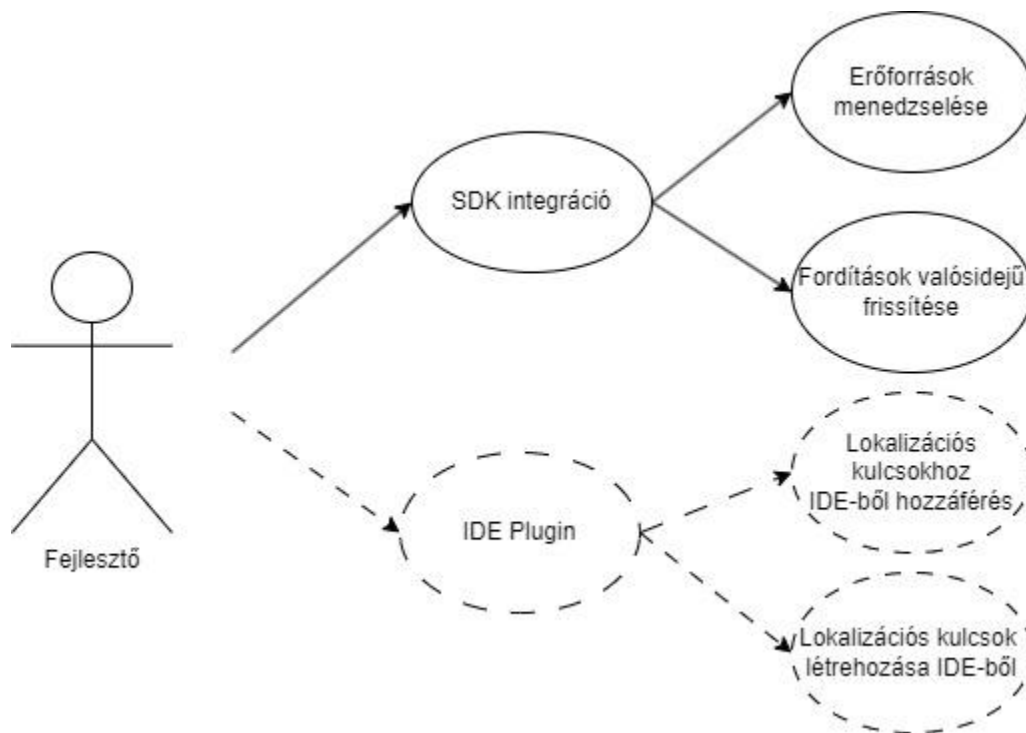 Erőforrások
menedzselése
SDK integráció
Fordítások valósidejű
frissítése
Fejlesztő
IDE Plugin
Lokalizációs
kulcsokhoz
IDE-ből hozzáférés
Lokalizációs kulcsok
létrehozása IDE-ből